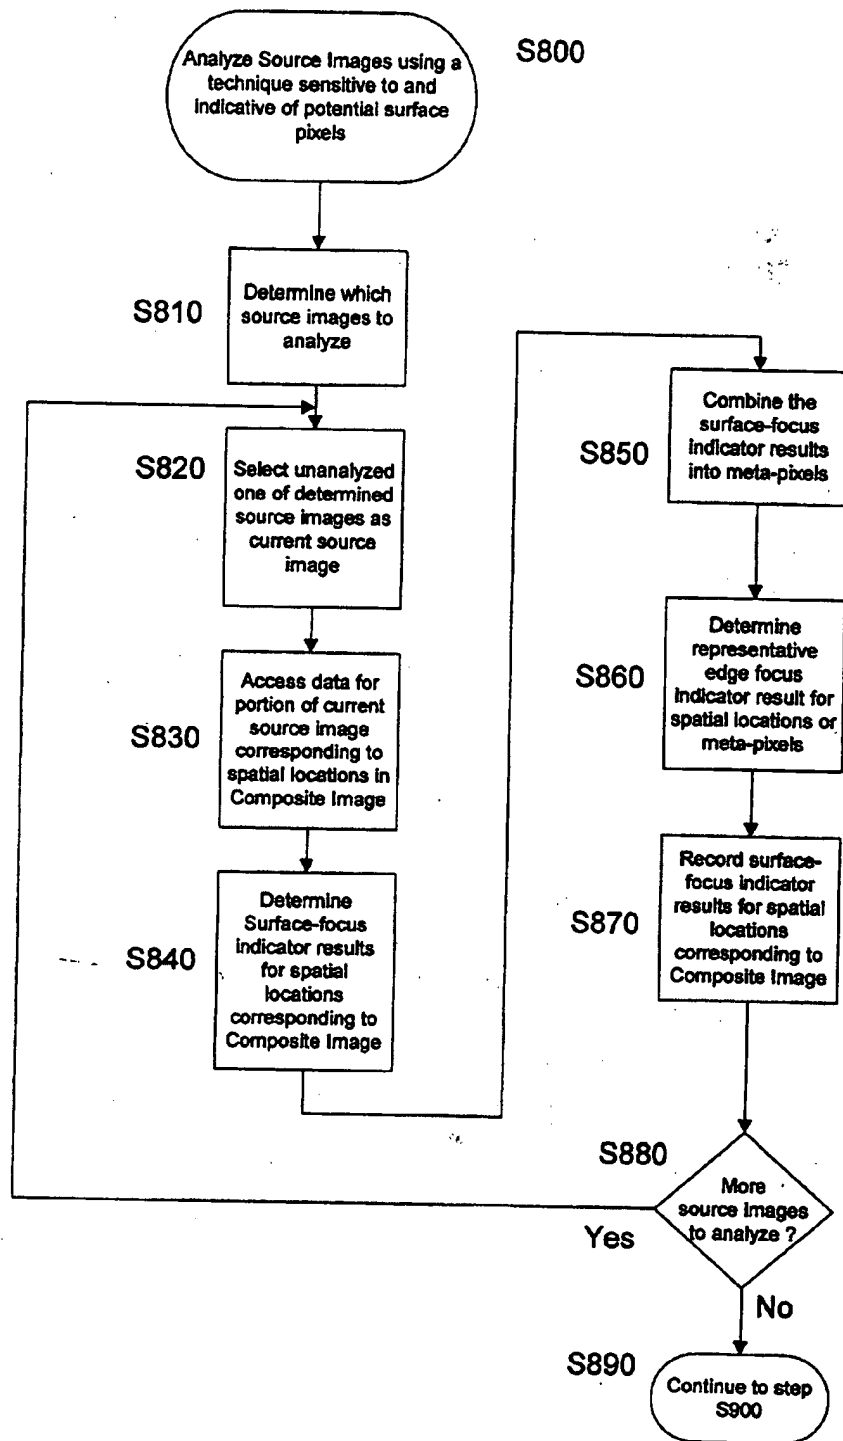 S800
Analyze Source Images using a
technique sensitive to and
indicative of potential surface
pixels
S810
Determine which
source images to
analyze
S820
Select unanalyzed
one of determined
source images as
current source
image
S830
Access data for
portion of current
source image
corresponding to
spatial locations in
Composite Image
S840
Determine
Surface-focus
indicator results
for spatial
locations
corresponding to
Composite Image
S850
Combine the
surface-focus
indicator results
into meta-pixels
S860
Determine
representative
edge focus
indicator result for
spatial locations or
meta-pixels
S870
Record surface-
focus indicator
results for spatial
locations
corresponding to
Composite Image
S880
More
source images
to analyze ?
Yes
No
S890
Continue to step
S900